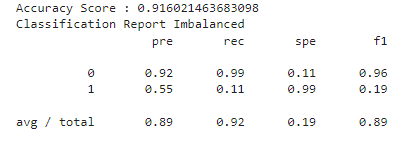 Accuracy Score : 0.916021463683098
Classification Report Imbalanced
pre rec spe f1
0 0.92 0.99 0.11 0.96
1 0.55 0.11 0.99 0.19
avg / total 0.89 0.92 0.19 0.89